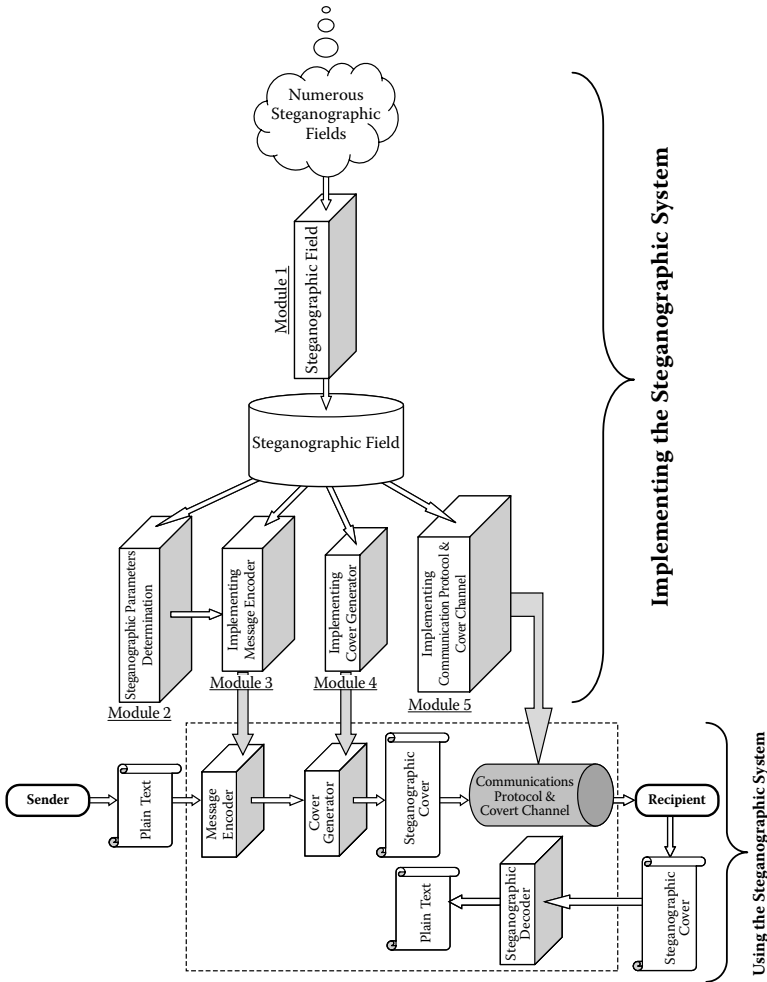 Numerous
Steganographic
Fields
Module 1
Steganographic Field
Steganographic Field
Steganographic Parameters
Determination
Module 2
Implementing
Message Encoder
Module 3
Implementing
Cover Generator
Module 4
Implementing
Communication Protocol &
Cover Channel
Module 5
Implementing the Steganographic System
Sender
Plain Text
Message
Encoder
Cover
Generator
Steganographic
Cover
Communications
Protocol &
Covert Channel
Recipient
Plain Text
Steganographic
Decoder
Steganographic
Cover
Using the Steganographic System